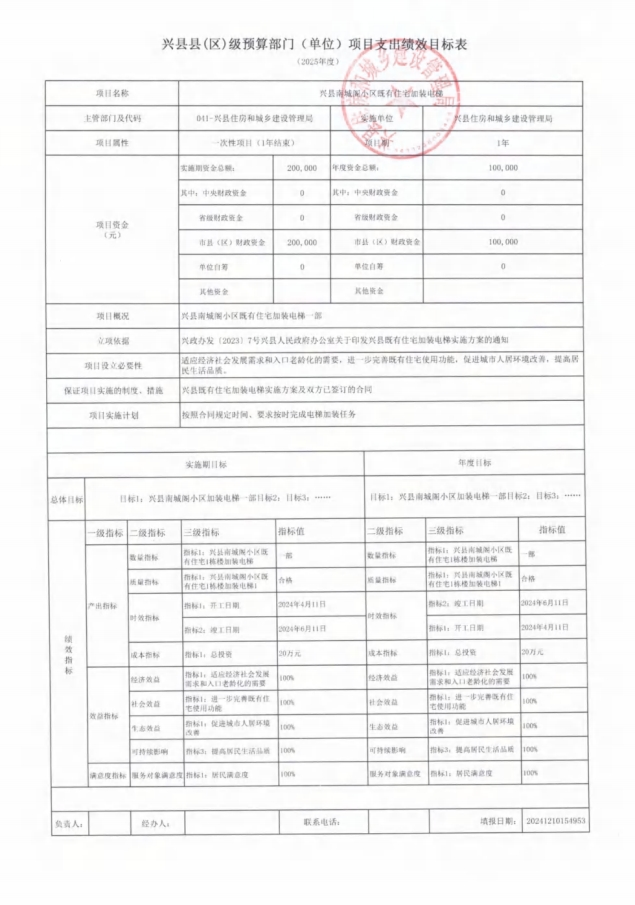 兴县县(区)级预算部门（单位）项目支出绩效目标表
（2025年度）
项目名称 兴县南城阁小区既有住宅加装电梯
主管部门及代码 041-兴县住房和城乡建设管理局 实施单位 兴县住房和城乡建设管理局
项目属性 一次性项目（1年结束） 项目期 1年
项目资金（元）
实施期资金总额： 200,000 年度资金总额： 100,000
其中：中央财政资金 0 其中：中央财政资金 0
省级财政资金 0 省级财政资金 0
市县（区）财政资金 200,000 市县（区）财政资金 100,000
单位自筹 0 单位自筹 0
其他资金 其他资金
项目概况 兴县南城阁小区既有住宅加装电梯一部
立项依据 兴政办发〔2023〕7号兴县人民政府办公室关于印发兴县既有住宅加装电梯实施方案的通知
项目设立必要性 适应经济社会发展需求和人口老龄化的需要，进一步完善既有住宅使用功能，促进城市人居环境改善，提高居
民生活品质。
保证项目实施的制度、措施 兴县既有住宅加装电梯实施方案及双方已签订的合同
项目实施计划 按照合同规定时间、要求按时完成电梯加装任务
实施期目标 年度目标
总体目标 目标1：兴县南城阁小区加装电梯一部目标2：目标3：…… 目标1：兴县南城阁小区加装电梯一部目标2：目标3：……
绩效指标
一级指标 二级指标 三级指标 指标值 二级指标 三级指标 指标值
产出指标
数量指标 指标1：兴县南城阁小区既 一部 数量指标 指标1：兴县南城阁小区既 一部
有住宅1栋楼加装电梯 有住宅1栋楼加装电梯
质量指标 指标1：兴县南城阁小区既 合格 质量指标 指标1：兴县南城阁小区既 合格
有住宅1栋楼加装电梯1 有住宅1栋楼加装电梯1
时效指标 指标1：开工日期 2024年4月11日 时效指标 指标2：竣工日期 2024年6月11日
指标2：竣工日期 2024年6月11日 指标1：开工日期 2024年4月11日
成本指标 指标1：总投资 20万元 成本指标 指标1：总投资 20万元
效益指标
经济效益 指标1：适应经济社会发展 100% 经济效益 指标1：适应经济社会发展 100%
需求和人口老龄化的需要 需求和人口老龄化的需要
社会效益 指标1：进一步完善既有住 100% 社会效益 指标1：进一步完善既有住 100%
宅使用功能 宅使用功能
生态效益 指标1：促进城市人居环境 100% 生态效益 指标1：促进城市人居环境 100%
改善 改善
可持续影响 指标3：提高居民生活品质 100% 可持续影响 指标3：提高居民生活品质 100%
满意度指标 服务对象满意度 指标1：居民满意度 100% 服务对象满意度 指标1：居民满意度 100%
负责人： 经办人： 联系电话： 填报日期： 20241210154953